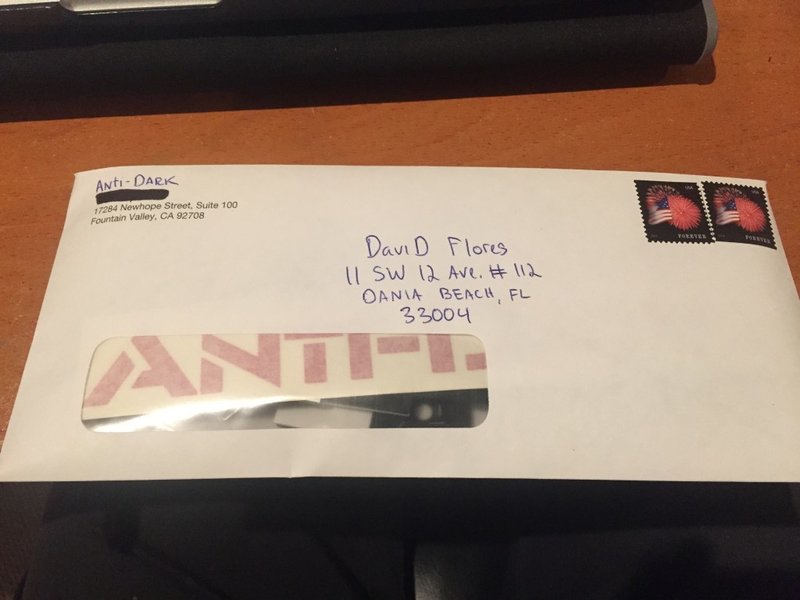 ANTI-DARK
17284 Newhope Street, Suite 100
Fountain Valley, CA 92708
USA
FOREVER
USA
FOREVER
DAVID Flores
11 SW 12 AVE. # 112
DANIA BEACH, FL
33004
ANTI-